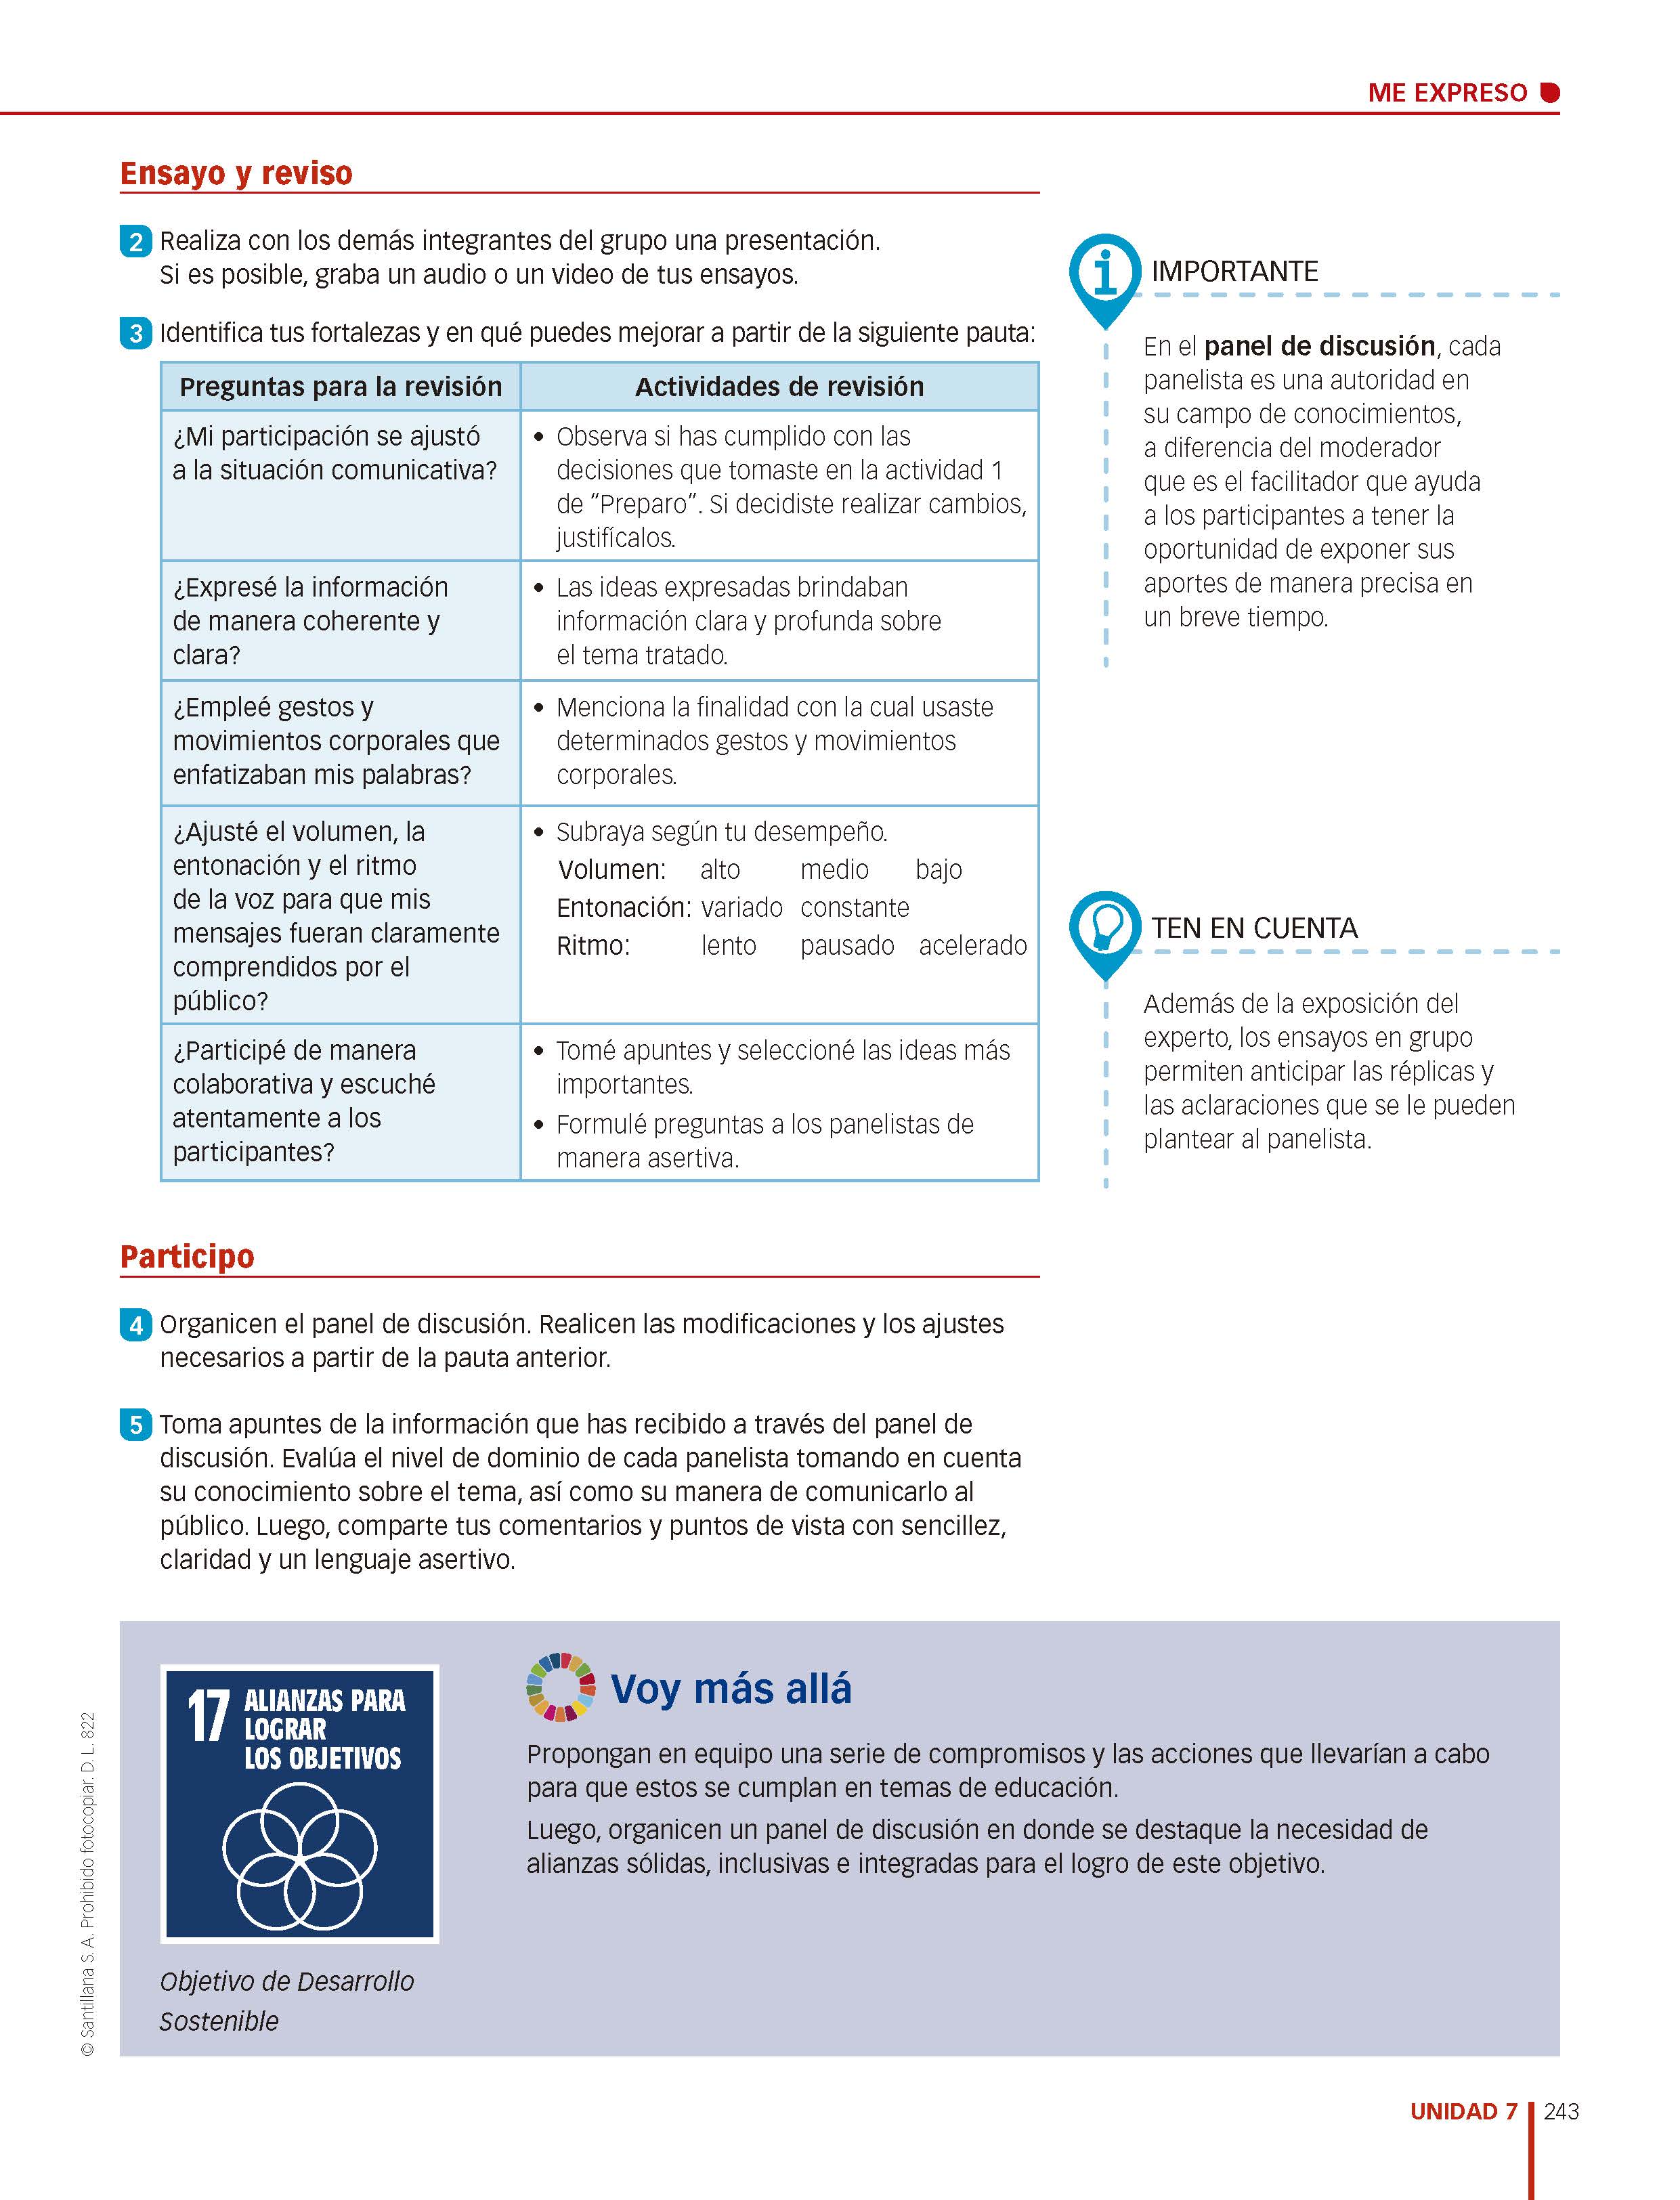 ME EXPRESO
Ensayo y reviso
2 Realiza con los demás integrantes del grupo una presentación.
Si es posible, graba un audio o un video de tus ensayos.
3 Identifica tus fortalezas y en qué puedes mejorar a partir de la siguiente pauta:
Preguntas para la revisión
Actividades de revisión
¿Mi participación se ajustó
a la situación comunicativa?
• Observa si has cumplido con las
decisiones que tomaste en la actividad 1
de “Preparo”. Si decidiste realizar cambios,
justifícalos.
¿Expresé la información
de manera coherente y
clara?
• Las ideas expresadas brindaban
información clara y profunda sobre
el tema tratado.
¿Empleé gestos y
movimientos corporales que
enfatizaban mis palabras?
• Menciona la finalidad con la cual usaste
determinados gestos y movimientos
corporales.
¿Ajusté el volumen, la
entonación y el ritmo
de la voz para que mis
mensajes fueran claramente
comprendidos por el
público?
• Subraya según tu desempeño.
Volumen: alto medio bajo
Entonación: variado constante
Ritmo: lento pausado acelerado
¿Participé de manera
colaborativa y escuché
atentamente a los
participantes?
• Tomé apuntes y seleccioné las ideas más
importantes.
• Formulé preguntas a los panelistas de
manera asertiva.
IMPORTANTE
En el panel de discusión, cada
panelista es una autoridad en
su campo de conocimientos,
a diferencia del moderador
que es el facilitador que ayuda
a los participantes a tener la
oportunidad de exponer sus
aportes de manera precisa en
un breve tiempo.
TEN EN CUENTA
Además de la exposición del
experto, los ensayos en grupo
permiten anticipar las réplicas y
las aclaraciones que se le pueden
plantear al panelista.
Participo
4 Organicen el panel de discusión. Realicen las modificaciones y los ajustes
necesarios a partir de la pauta anterior.
5 Toma apuntes de la información que has recibido a través del panel de
discusión. Evalúa el nivel de dominio de cada panelista tomando en cuenta
su conocimiento sobre el tema, así como su manera de comunicarlo al
público. Luego, comparte tus comentarios y puntos de vista con sencillez,
claridad y un lenguaje asertivo.
17 ALIANZAS PARA
LOGRAR
LOS OBJETIVOS
Objetivo de Desarrollo
Sostenible
Voy más allá
Propongan en equipo una serie de compromisos y las acciones que llevarían a cabo
para que estos se cumplan en temas de educación.
Luego, organicen un panel de discusión en donde se destaque la necesidad de
alianzas sólidas, inclusivas e integradas para el logro de este objetivo.
© Santillana S. A. Prohibido fotocopiar. D. L. 822
UNIDAD 7 243